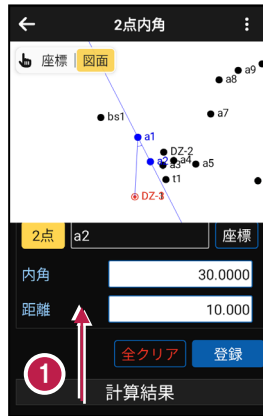 2点内角
座標 図面
a9
a8
bs1
a7
a1
DZ-2
a2 a3 a4 a5
t1
2点 a2 座標
内角 30.0000
距離 10.000
全クリア 登録
1
計算結果